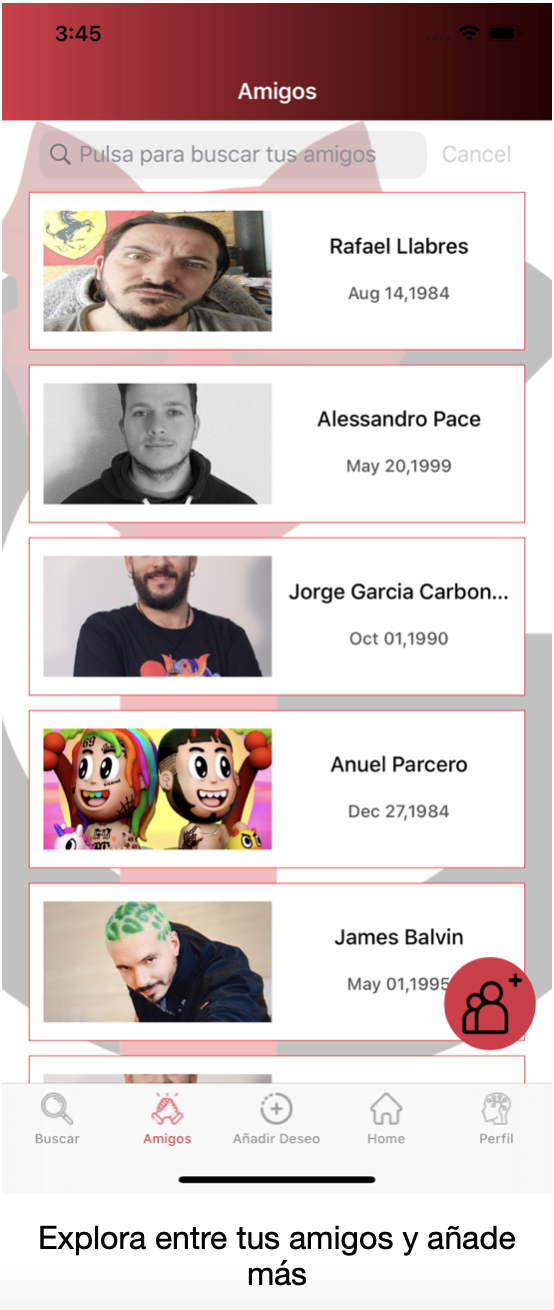 3:45
Amigos
Pulsa para buscar tus amigos Cancel
Rafael Llabres
Aug 14,1984
Alessandro Pace
May 20,1999
Jorge Garcia Carbon...
Oct 01,1990
69
Anuel Parcero
Dec 27,1984
James Balvin
May 01,1995
Buscar Amigos Añadir Deseo Home Perfil
Explora entre tus amigos y añade
más